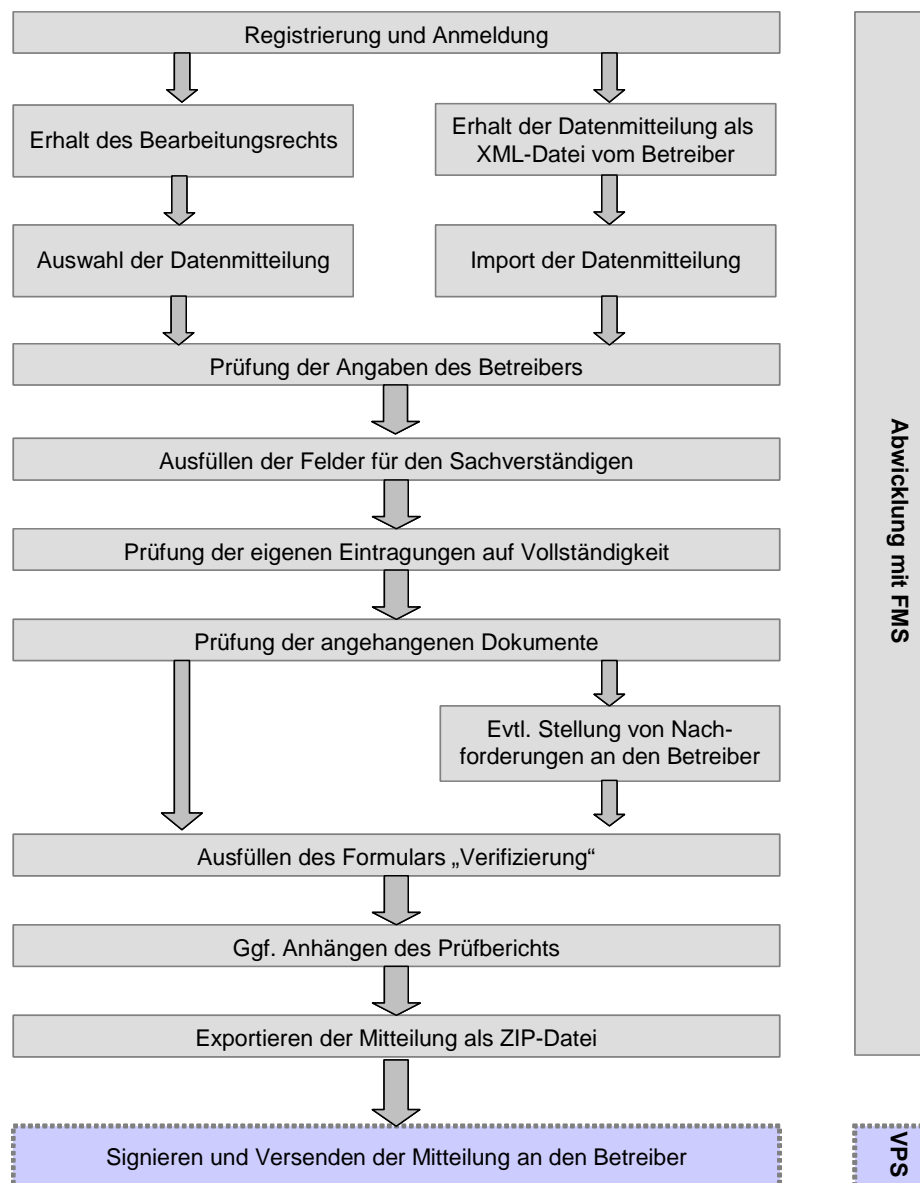 Registrierung und Anmeldung
Erhalt des Bearbeitungsrechts
Erhalt der Datenmitteilung als
XML-Datei vom Betreiber
Auswahl der Datenmitteilung
Import der Datenmitteilung
Prüfung der Angaben des Betreibers
Ausfüllen der Felder für den Sachverständigen
Prüfung der eigenen Eintragungen auf Vollständigkeit
Prüfung der angehangenen Dokumente
Evtl. Stellung von Nach-
forderungen an den Betreiber
Ausfüllen des Formulars „Verifizierung“
Ggf. Anhängen des Prüfberichts
Exportieren der Mitteilung als ZIP-Datei
Signieren und Versenden der Mitteilung an den Betreiber
Abwicklung mit FMS
VPS